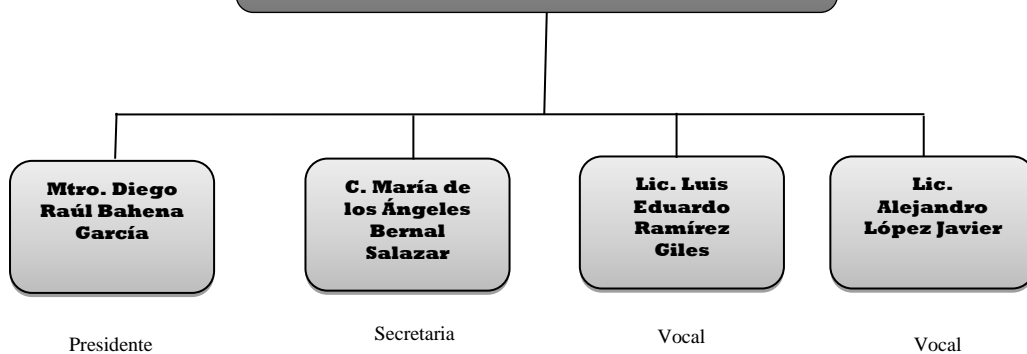 Mtro. Diego
Raúl Bahena
García
C. María de
los Ángeles
Bernal
Salazar
Lic. Luis
Eduardo
Ramírez
Giles
Lic.
Alejandro
López Javier
Presidente
Secretaria
Vocal
Vocal